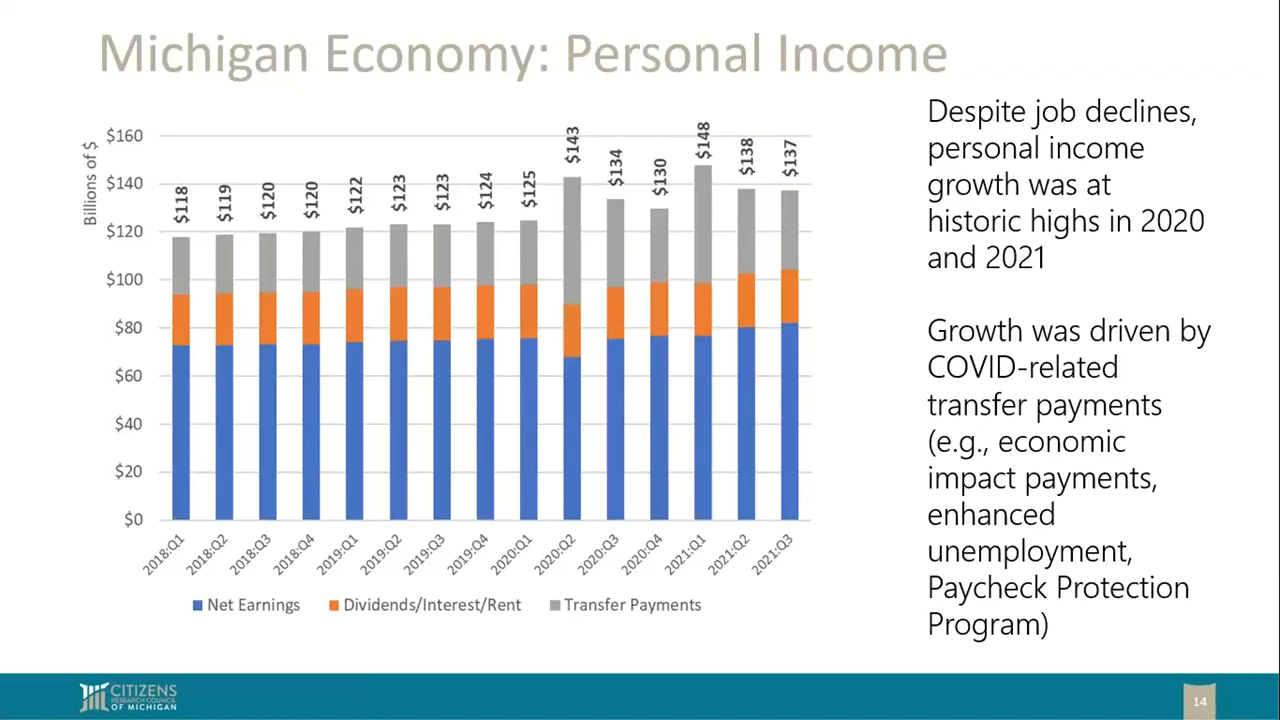 Michigan Economy: Personal Income
Billions of $
$160
$140
$120
$100
$80
$60
$40
$20
$0
$118
$119
$120
$120
$122
$123
$123
$124
$125
$143
$134
$130
$148
$138
$137
2018:Q1
2018:Q2
2018:Q3
2018:Q4
2019:Q1
2019:Q2
2019:Q3
2019:Q4
2020:Q1
2020:Q2
2020:Q3
2020:Q4
2021:Q1
2021:Q2
2021:Q3
Net Earnings
Dividends/Interest/Rent
Transfer Payments
Despite job declines,
personal income
growth was at
historic highs in 2020
and 2021
Growth was driven by
COVID-related
transfer payments
(e.g., economic
impact payments,
enhanced
unemployment,
Paycheck Protection
Program)
CITIZENS
RESEARCH COUNCIL
OF MICHIGAN
14